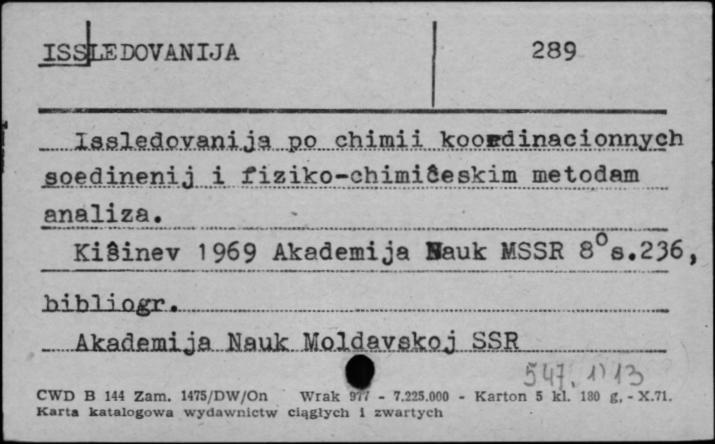 ISSLEDOVANIJA 289
Issledovanija po chimii koordinacionnych
soedinenij i fiziko-chimičeskim metodam
analiza.
Kišinev 1969 Akademija Nauk MSSR 8° s.236,
bibliogr.
Akademija Nauk Moldavskoj SSR
547.1'13
CWD B 144 Zam. 1475/DW/On Wrak 977 - 7.225.000 - Karton 5 kl. 180 g. - X.71.
Karta katalogowa wydawnictw ciągłych i zwartych